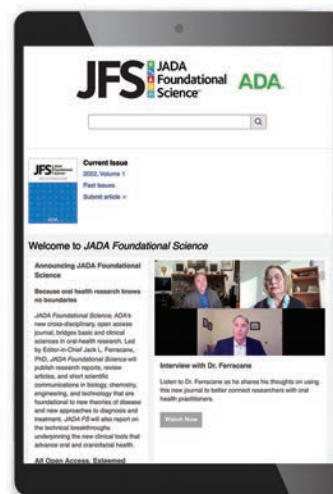 JFS JADA
Foundational
Science™ ADA
JFS JADA
Foundational
Science
ADA
Current Issue
2022, Volume 1
Past Issues
Submit article »
Welcome to JADA Foundational Science
Announcing JADA Foundational
Science
Because oral health research knows
no boundaries
JADA Foundational Science, ADA's
new cross-disciplinary, open access
journal, bridges basic and clinical
sciences in oral-health research. Led
by Editor-in-Chief Jack L. Ferracane,
PhD, JADA Foundational Science will
publish research reports, review
articles, and short scientific
communications in biology, chemistry,
engineering, and technology that are
foundational to new theories of disease
and new approaches to diagnosis and
treatment. JADA FS will also report on
the technical breakthroughs
underpinning the new clinical tools that
advance oral and craniofacial health.
All Open Access, Esteemed
Interview with Dr. Ferracane
Listen to Dr. Ferracane as he shares his thoughts on using
this new journal to better connect researchers with oral
health practitioners.
Watch Now